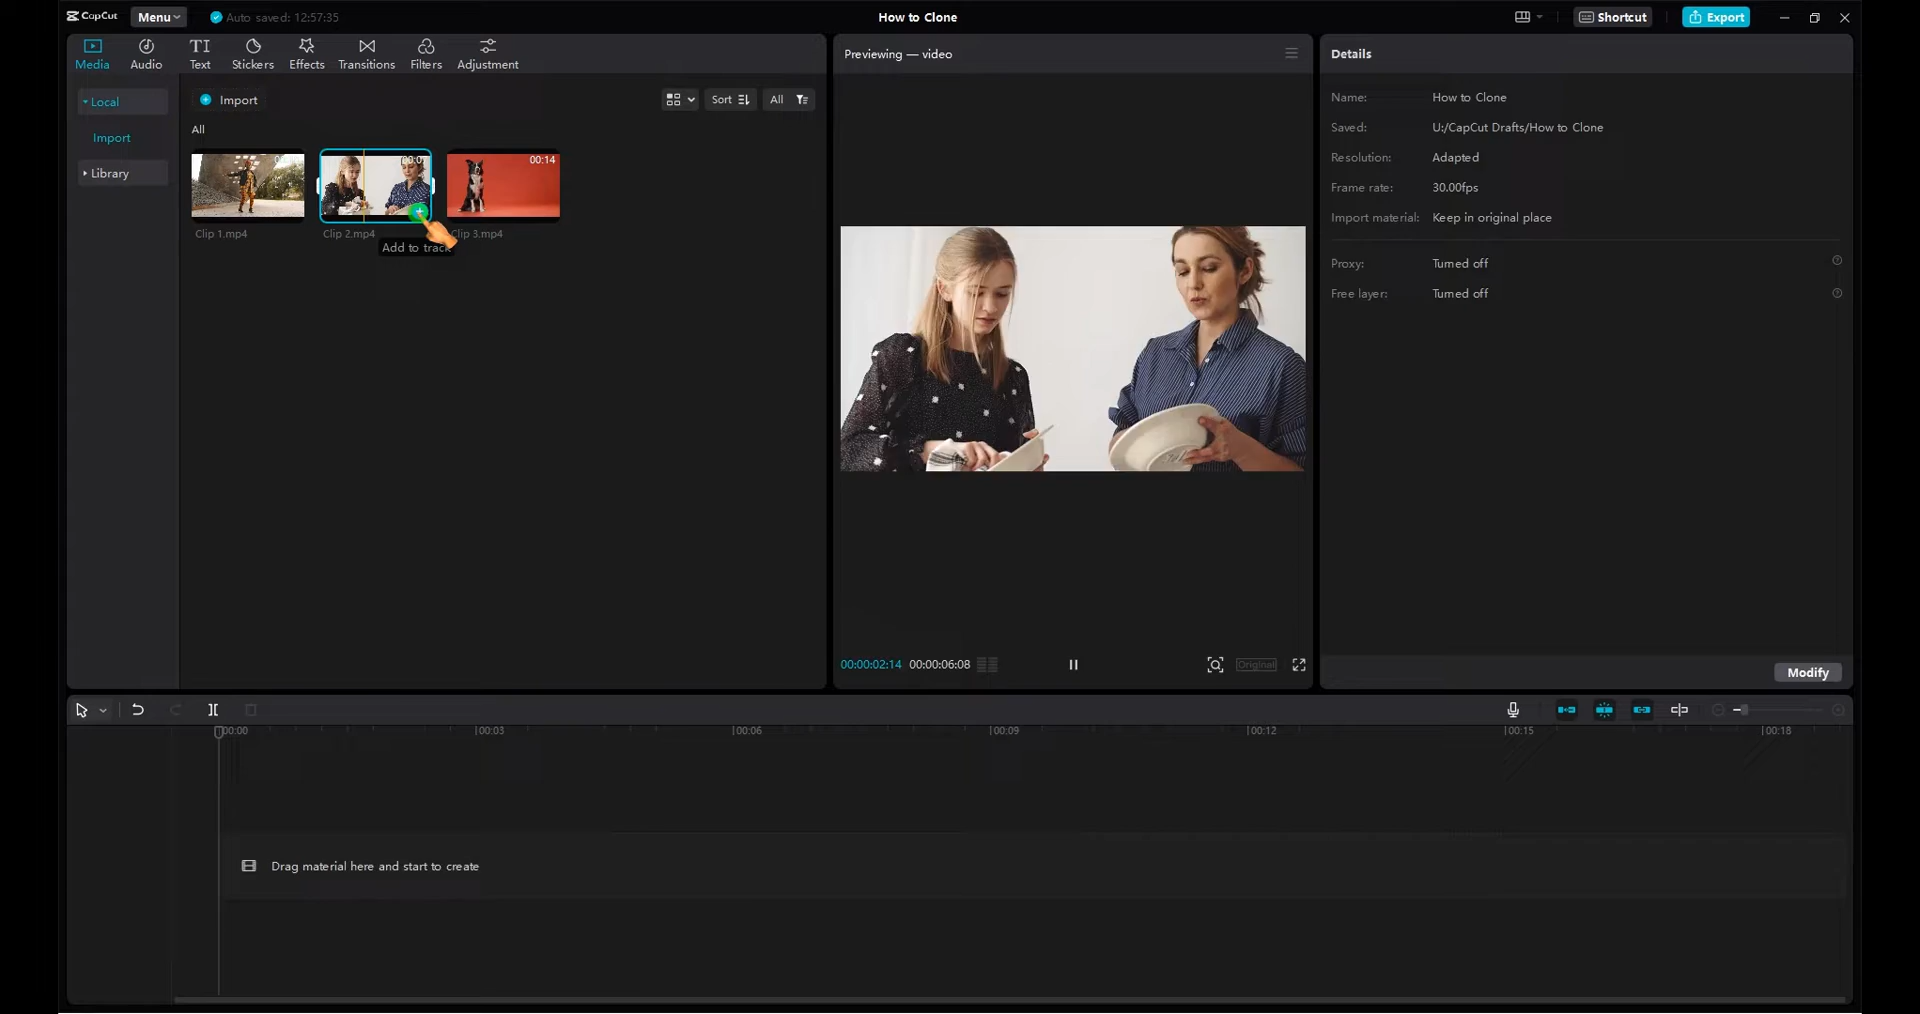 CapCut Menu Auto saved: 12:57:35 How to Clone Shortcut Export
Media Audio Text Stickers Effects Transitions Filters Adjustment
Local
Import
Library
Import
Sort All
All
00:14
Clip 1.mp4 Clip 2.mp4 Clip 3.mp4
Add to track
Previewing — video
00:00:02:14 00:00:06:08
Original
Details
Name: How to Clone
Saved: U:/CapCut Drafts/How to Clone
Resolution: Adapted
Frame rate: 30.00fps
Import material: Keep in original place
Proxy: Turned off
Free layer: Turned off
Modify
00:00 00:03 00:06 00:09 00:12 00:15 00:18
Drag material here and start to create